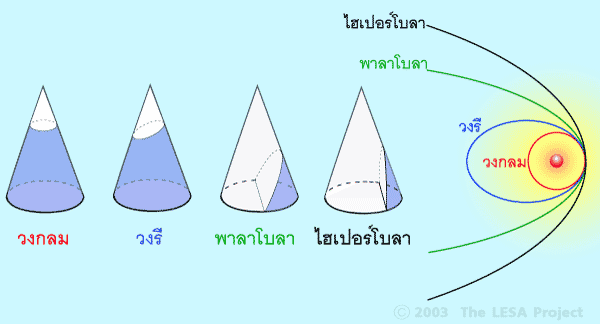 ไฮเปอร์โบลา
พาลาโบลา
วงรี
วงกลม
วงกลม
วงรี
พาลาโบลา
ไฮเปอร์โบลา
© 2003 The LESA Project